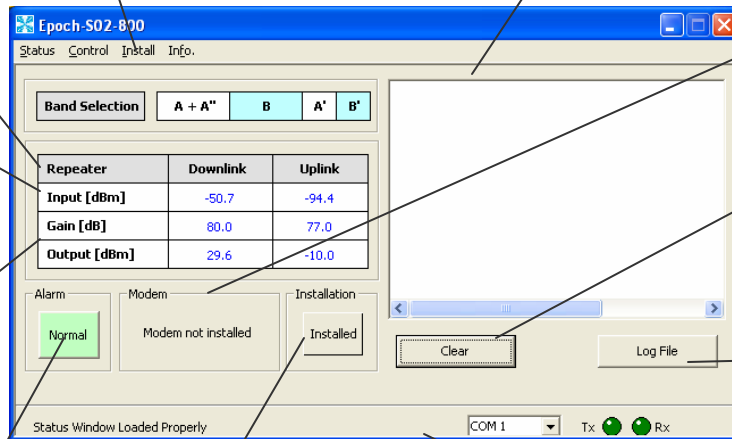 Epoch-S02-800
Status Control Install Info.
Band Selection A + A" B A' B'
Repeater Downlink Uplink
Input [dBm] -50.7 -94.4
Gain [dB] 80.0 77.0
Output [dBm] 29.6 -10.0
Alarm Modem Installation
Normal Modem not installed Installed
Clear Log File
Status Window Loaded Properly COM 1 Tx Rx